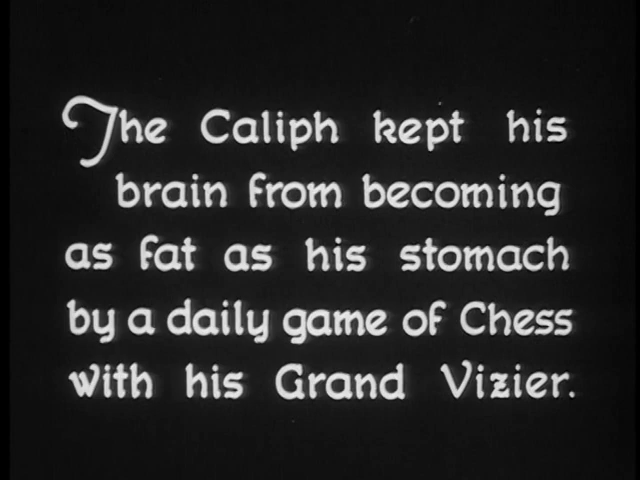 The Caliph kept his
brain from becoming
as fat as his stomach
by a daily game of Chess
with his Grand Vizier.